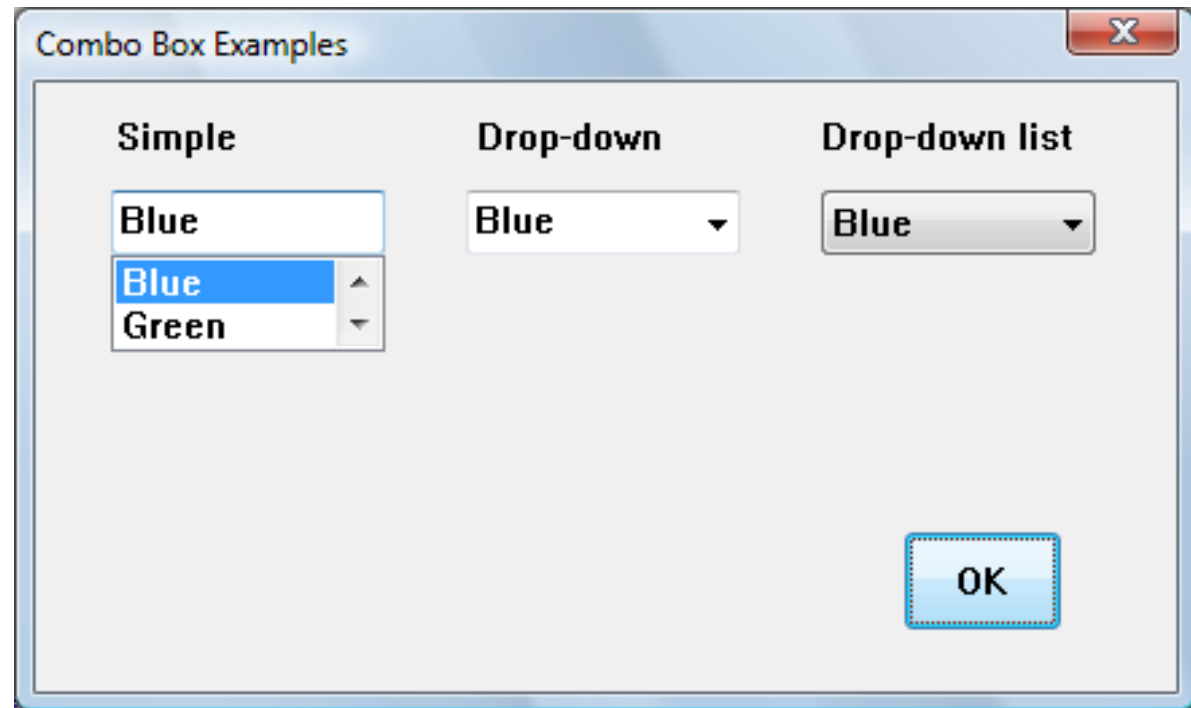 Combo Box Examples
Simple
Drop-down
Drop-down list
Blue
Blue
Blue
Blue
Green
OK